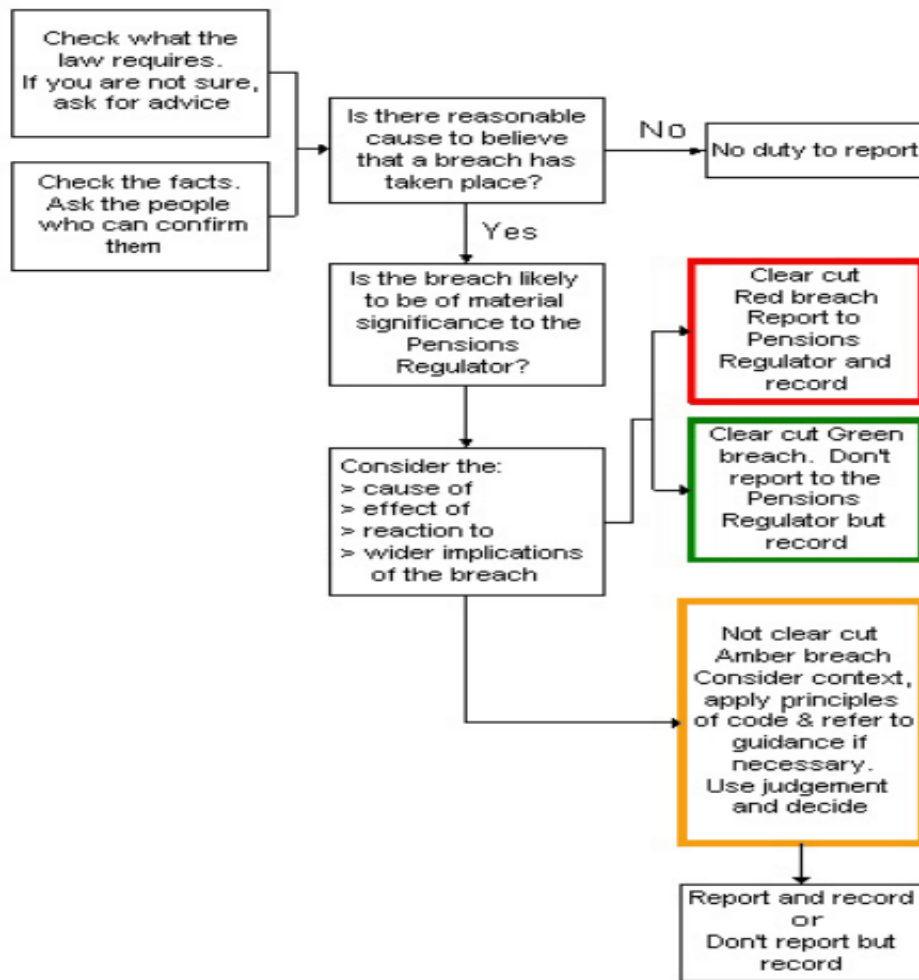 Check what the
law requires.
If you are not sure,
ask for advice
Check the facts.
Ask the people
who can confirm
them
Is there reasonable
cause to believe
that a breach has
taken place?
No
No duty to report
Yes
Is the breach likely
to be of material
significance to the
Pensions
Regulator?
Clear cut
Red breach
Report to
Pensions
Regulator and
record
Clear cut Green
breach. Don't
report to the
Pensions
Regulator but
record
Consider the:
> cause of
> effect of
> reaction to
> wider implications
of the breach
Not clear cut
Amber breach
Consider context,
apply principles
of code & refer to
guidance if
necessary.
Use judgement
and decide
Report and record
or
Don't report but
record